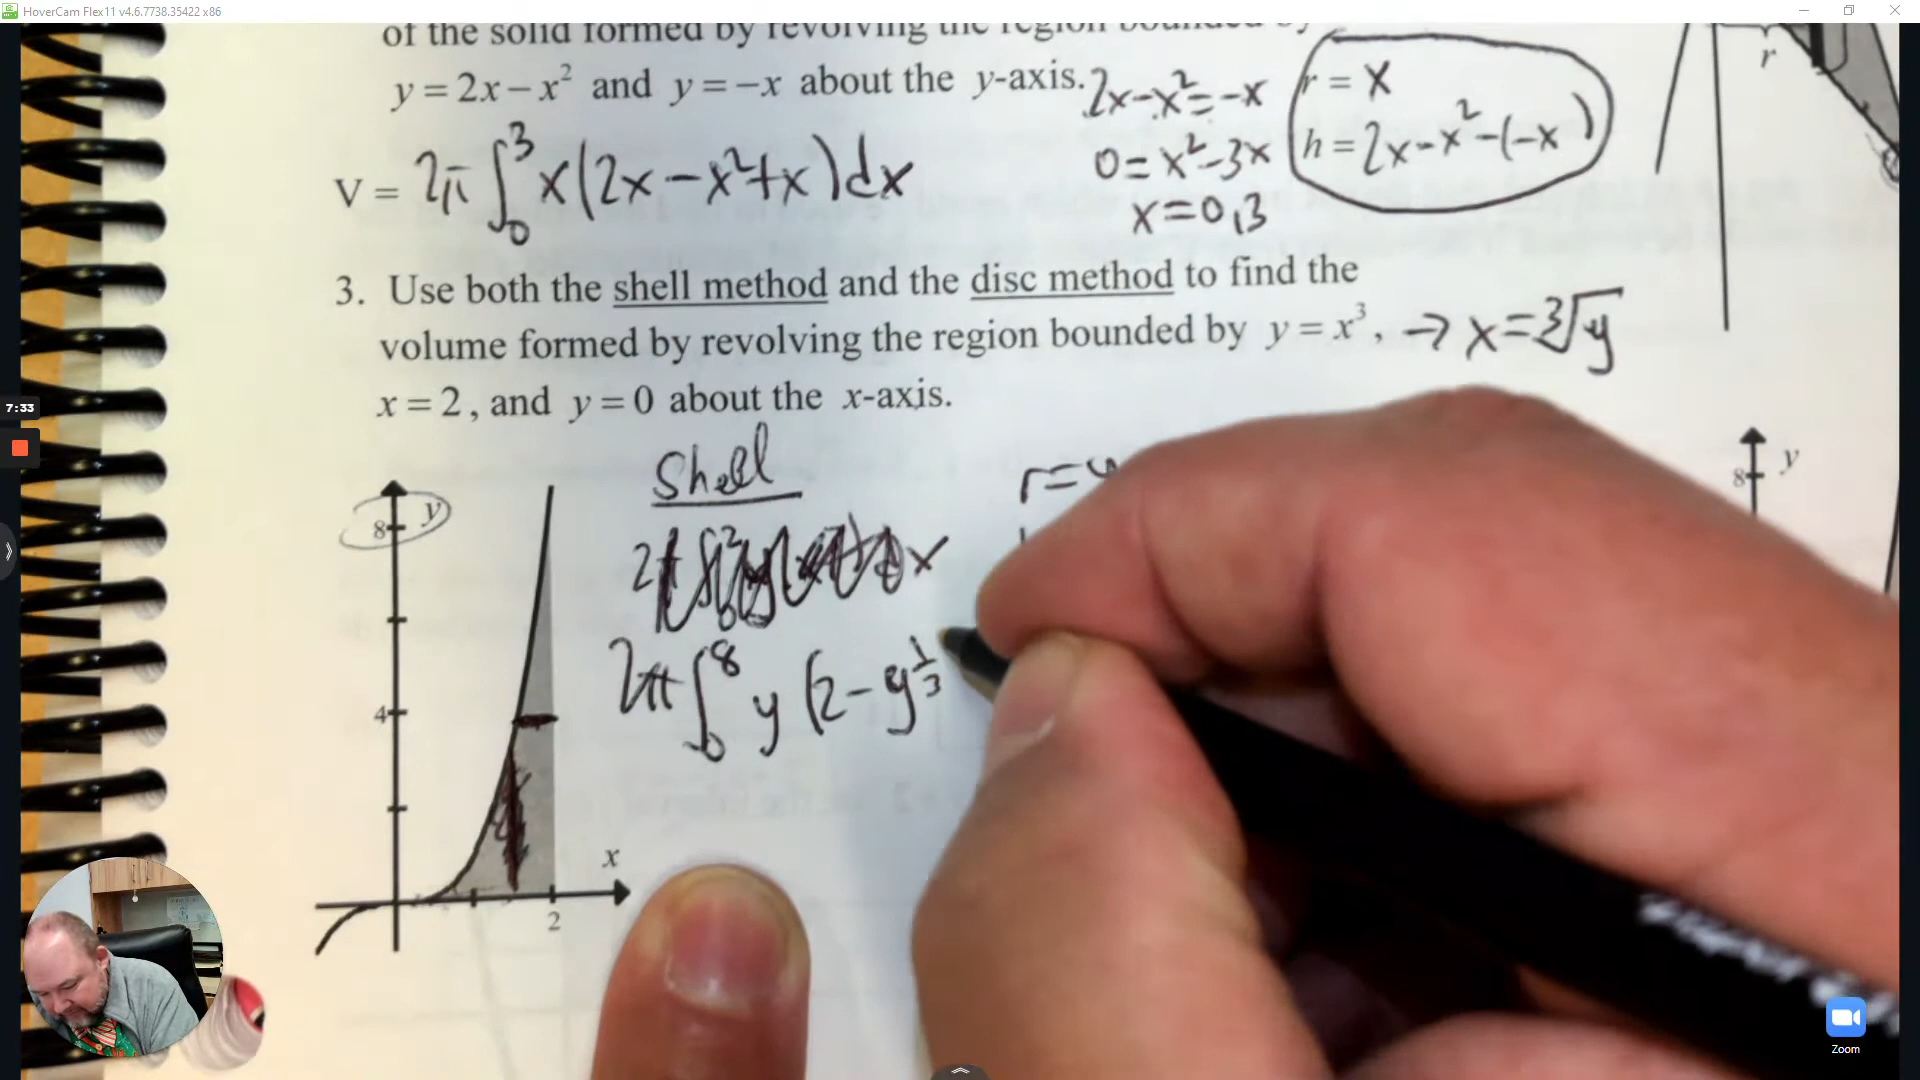 HoverCam Flex11 v4.6.7738.35422 x86
of the solid formed by revolving the region bounded by
y = 2x − x² and y = −x about the y-axis.
2x − x² = −x
0 = x² − 3x
x = 0,3
r = x
h = 2x − x² − (−x)
r
V = 2π ∫₀³ x(2x − x² + x) dx
3. Use both the shell method and the disc method to find the
volume formed by revolving the region bounded by y = x³, → x = ³√y
x = 2, and y = 0 about the x-axis.
7:33
Shell
r =
2π ∫₀⁸ y (2 − y^(1/3)
8 y
4
x
2
y
8
Zoom